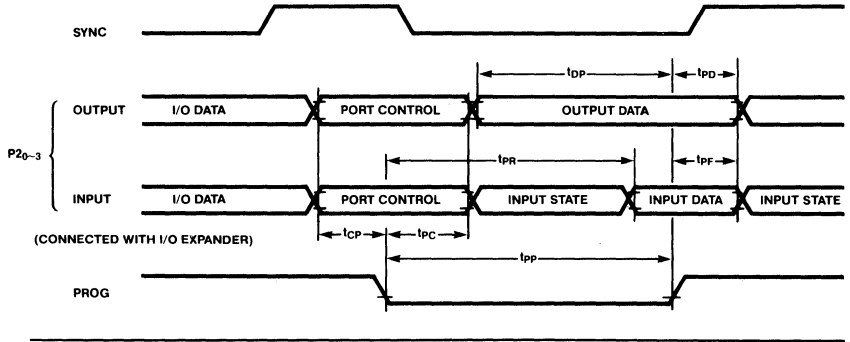 SYNC
tDP
tPD
OUTPUT
I/O DATA
PORT CONTROL
OUTPUT DATA
P20~3
tPR
tPF
INPUT
I/O DATA
PORT CONTROL
INPUT STATE
INPUT DATA
INPUT STATE
(CONNECTED WITH I/O EXPANDER)
tCP
tPC
tPP
PROG